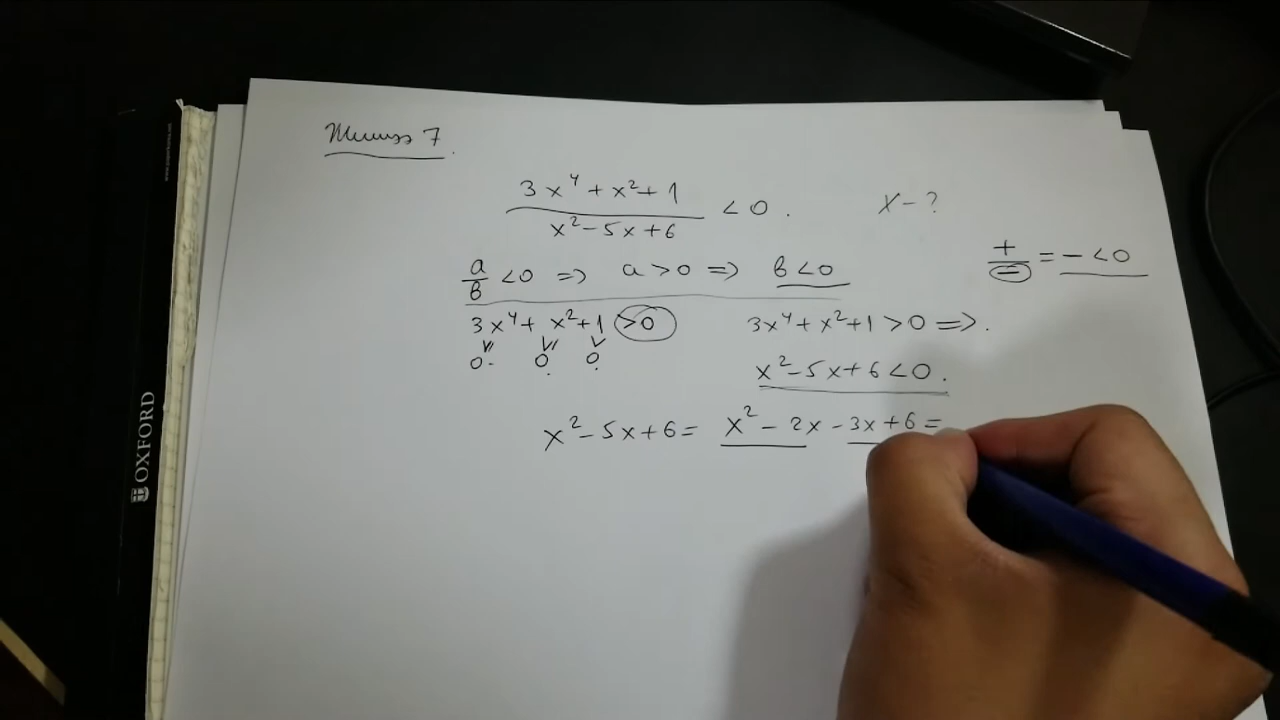 Жишээ 7.
3x⁴ + x² + 1
x² - 5x + 6
< 0 . x - ?
a/в < 0 => a > 0 => в < 0
+/− = − < 0
3x⁴ + x² + 1 > 0
0 0 0
3x⁴ + x² + 1 > 0 =>.
x² - 5x + 6 < 0.
x² - 5x + 6 = x² - 2x - 3x + 6 =
OXFORD